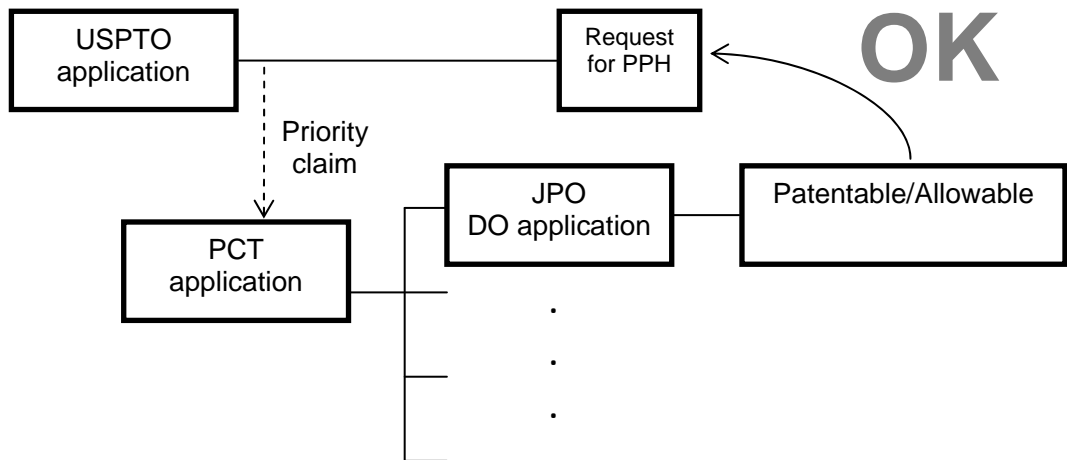 USPTO
application
Request
for PPH
OK
Priority
claim
JPO
DO application
Patentable/Allowable
PCT
application
.
.
.